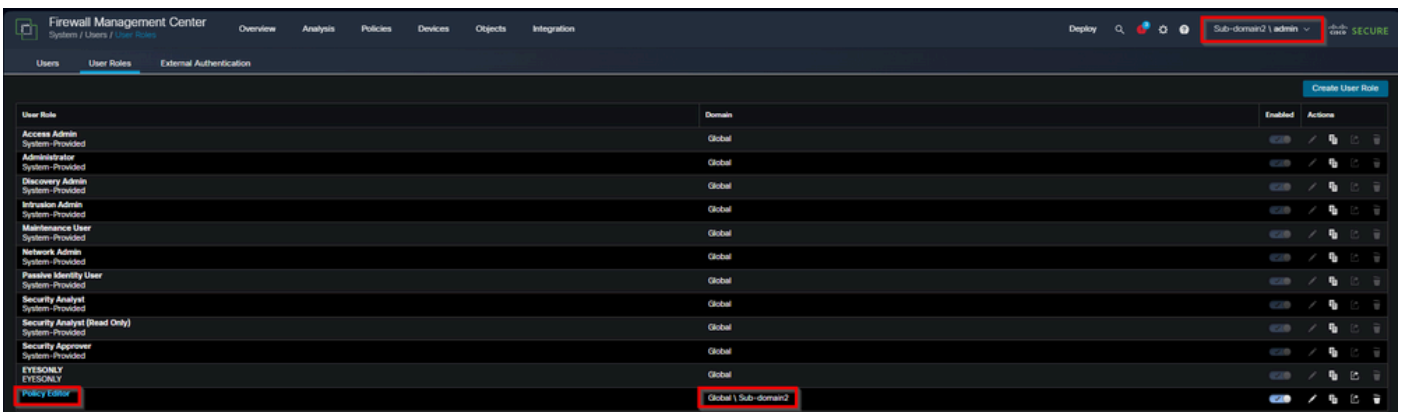 Firewall Management Center
System / Users / User Roles
Overview Analysis Policies Devices Objects Integration
Deploy
Sub-domain2 \ admin
cisco SECURE
Users User Roles External Authentication
Create User Role
User Role Domain Enabled Actions
Access Admin
System-Provided
Global
Administrator
System-Provided
Global
Discovery Admin
System-Provided
Global
Intrusion Admin
System-Provided
Global
Maintenance User
System-Provided
Global
Network Admin
System-Provided
Global
Passive Identity User
System-Provided
Global
Security Analyst
System-Provided
Global
Security Analyst (Read Only)
System-Provided
Global
Security Approver
System-Provided
Global
EYESONLY
EYESONLY
Global
Policy Editor
Global \ Sub-domain2